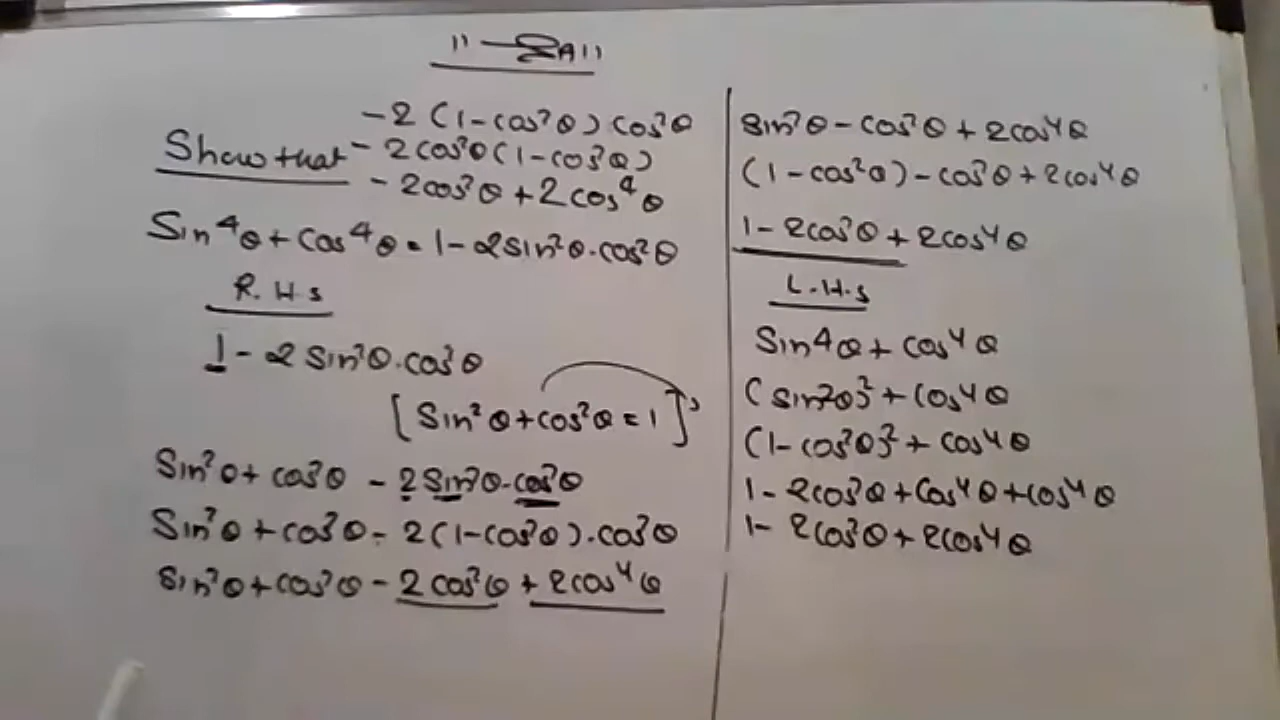 -2 (1-cos²θ) cos²θ
Show that -2cos²θ(1-cos²θ)
-2cos²θ+2cos⁴θ
Sin⁴θ+cos⁴θ=1-2sin²θ.cos²θ
R.H.S
1-2sin²θ.cos²θ
[Sin²θ+cos²θ=1]
Sin²θ+cos²θ-2Sin²θ.cos²θ
Sin²θ+cos²θ-2(1-cos²θ).cos²θ
Sin²θ+cos²θ-2cos²θ+2cos⁴θ
Sin²θ-cos²θ+2cos⁴θ
(1-cos²θ)-cos²θ+2cos⁴θ
1-2cos²θ+2cos⁴θ
L.H.S
Sin⁴θ+cos⁴θ
(sin²θ)²+cos⁴θ
(1-cos²θ)²+cos⁴θ
1-2cos²θ+cos⁴θ+cos⁴θ
1-2cos²θ+2cos⁴θ